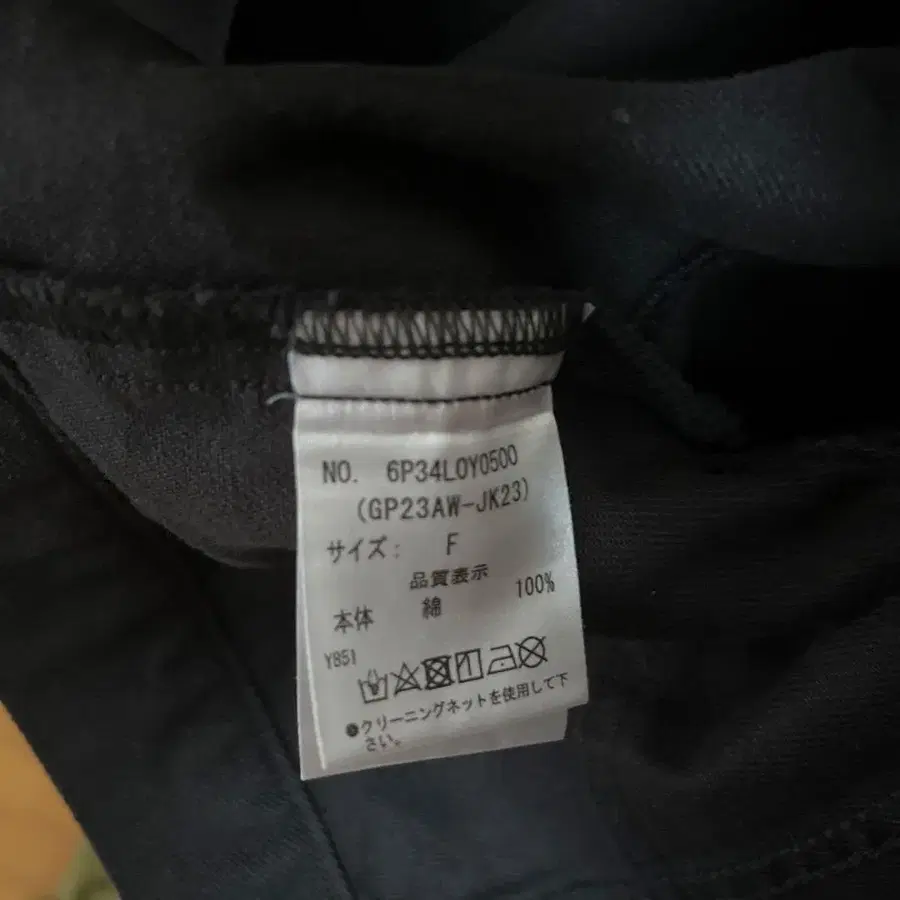 NO. 6P34L0Y0500
(GP23AW-JK23)
サイズ: F
品質表示
本体 綿 100%
Y851
●クリーニングネットを使用して下
さい。